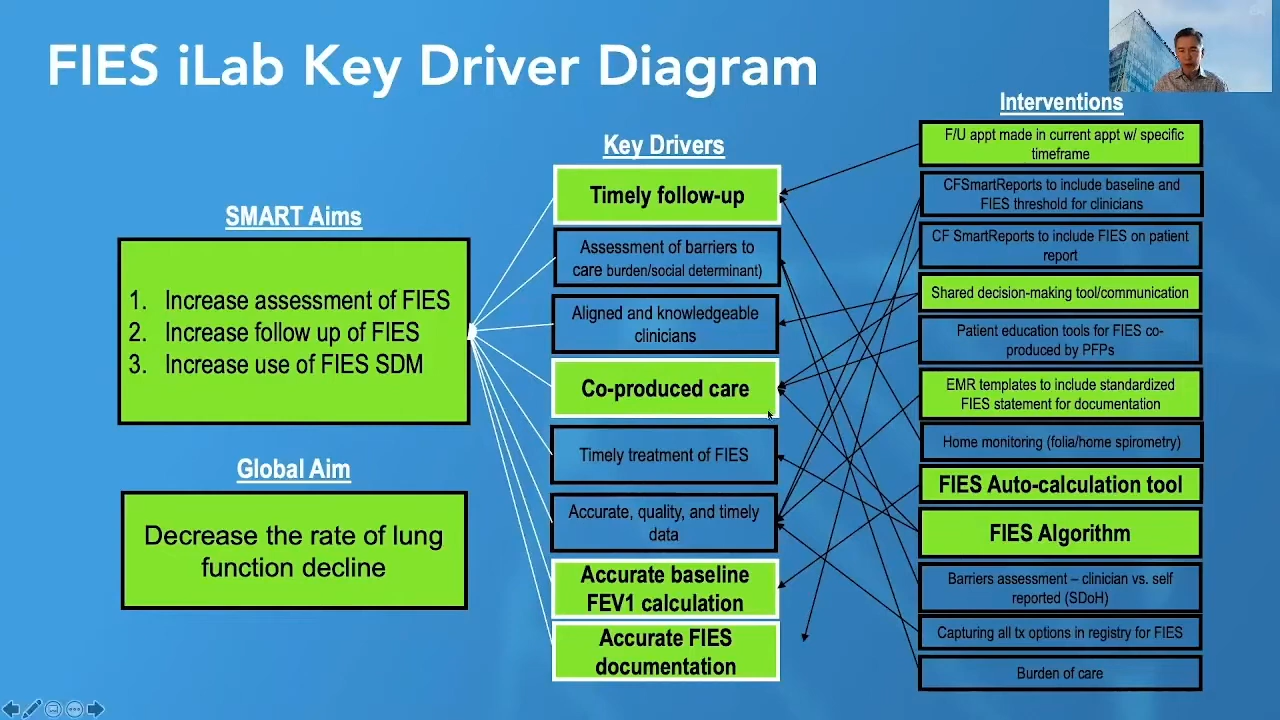 FIES iLab Key Driver Diagram
SMART Aims
1. Increase assessment of FIES
2. Increase follow up of FIES
3. Increase use of FIES SDM
Global Aim
Decrease the rate of lung
function decline
Key Drivers
Timely follow-up
Assessment of barriers to
care burden/social determinant)
Aligned and knowledgeable
clinicians
Co-produced care
Timely treatment of FIES
Accurate, quality, and timely
data
Accurate baseline
FEV1 calculation
Accurate FIES
documentation
Interventions
F/U appt made in current appt w/ specific
timeframe
CFSmartReports to include baseline and
FIES threshold for clinicians
CF SmartReports to include FIES on patient
report
Shared decision-making tool/communication
Patient education tools for FIES co-
produced by PFPs
EMR templates to include standardized
FIES statement for documentation
Home monitoring (folia/home spirometry)
FIES Auto-calculation tool
FIES Algorithm
Barriers assessment – clinician vs. self
reported (SDoH)
Capturing all tx options in registry for FIES
Burden of care